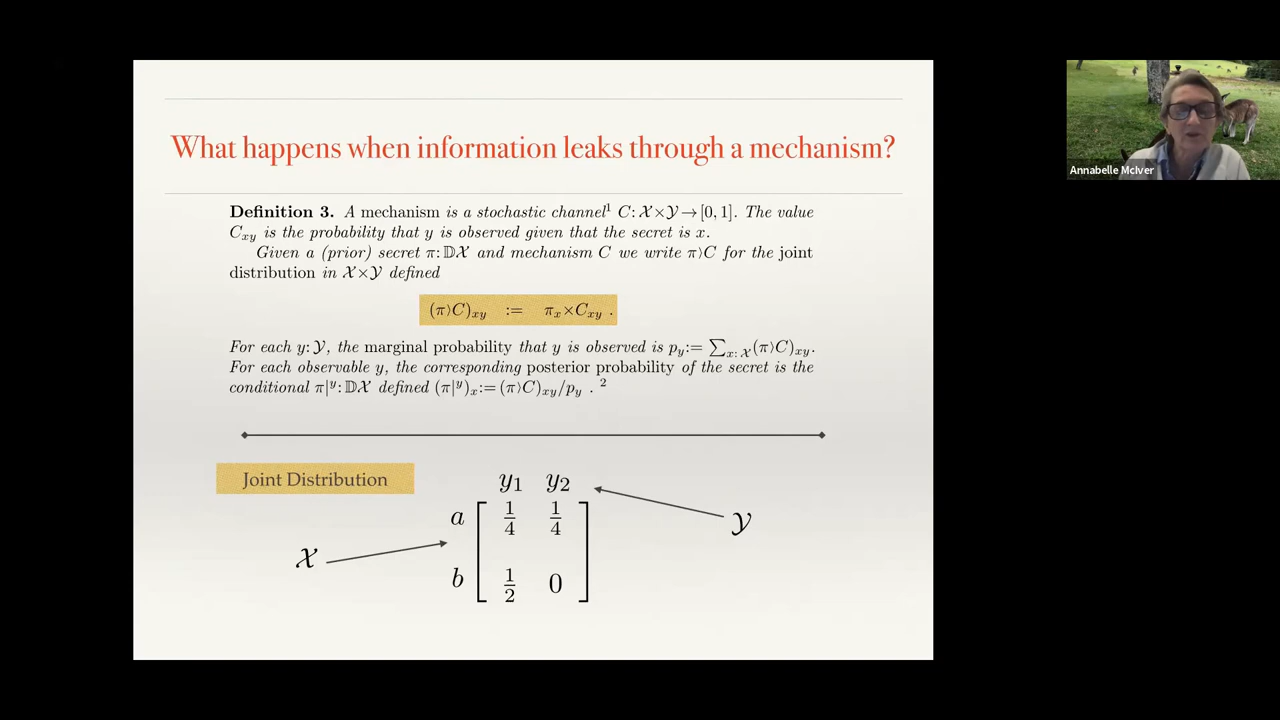 What happens when information leaks through a mechanism?
Definition 3. A mechanism is a stochastic channel¹ C: 𝒳×𝒴→[0,1]. The value
C_xy is the probability that y is observed given that the secret is x.
Given a (prior) secret π: 𝔻𝒳 and mechanism C we write π⟩C for the joint
distribution in 𝒳×𝒴 defined
(π⟩C)_xy := π_x×C_xy .
For each y: 𝒴, the marginal probability that y is observed is p_y:= ∑_{x: 𝒳}(π⟩C)_xy.
For each observable y, the corresponding posterior probability of the secret is the
conditional π|^y: 𝔻𝒳 defined (π|^y)_x:= (π⟩C)_xy/p_y . ²
Joint Distribution
y₁ y₂
a 1/4 1/4
𝒴
𝒳
b 1/2 0
Annabelle McIver